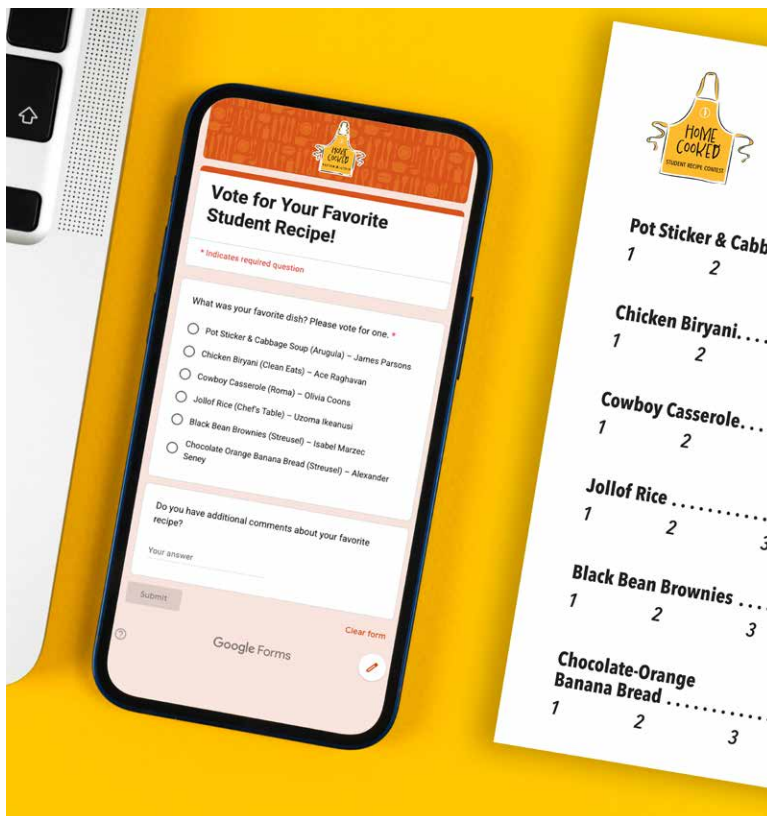 HOME
COOKED
Vote for Your Favorite
Student Recipe!
* Indicates required question
What was your favorite dish? Please vote for one. *
Pot Sticker & Cabbage Soup (Arugula) – James Parsons
Chicken Biryani (Clean Eats) – Ace Raghavan
Cowboy Casserole (Roma) – Olivia Coons
Jollof Rice (Chef's Table) – Uzoma Ikeanusi
Black Bean Brownies (Streusel) – Isabel Marzec
Chocolate Orange Banana Bread (Streusel) – Alexander
Seney
Do you have additional comments about your favorite
recipe?
Your answer
Submit
Clear form
Google Forms
HOME
COOKED
STUDENT RECIPE CONTEST
Pot Sticker & Cabb
1 2
Chicken Biryani....
1 2
Cowboy Casserole...
1 2
Jollof Rice ............
1 2 3
Black Bean Brownies ....
1 2 3
Chocolate-Orange
Banana Bread ............
1 2 3